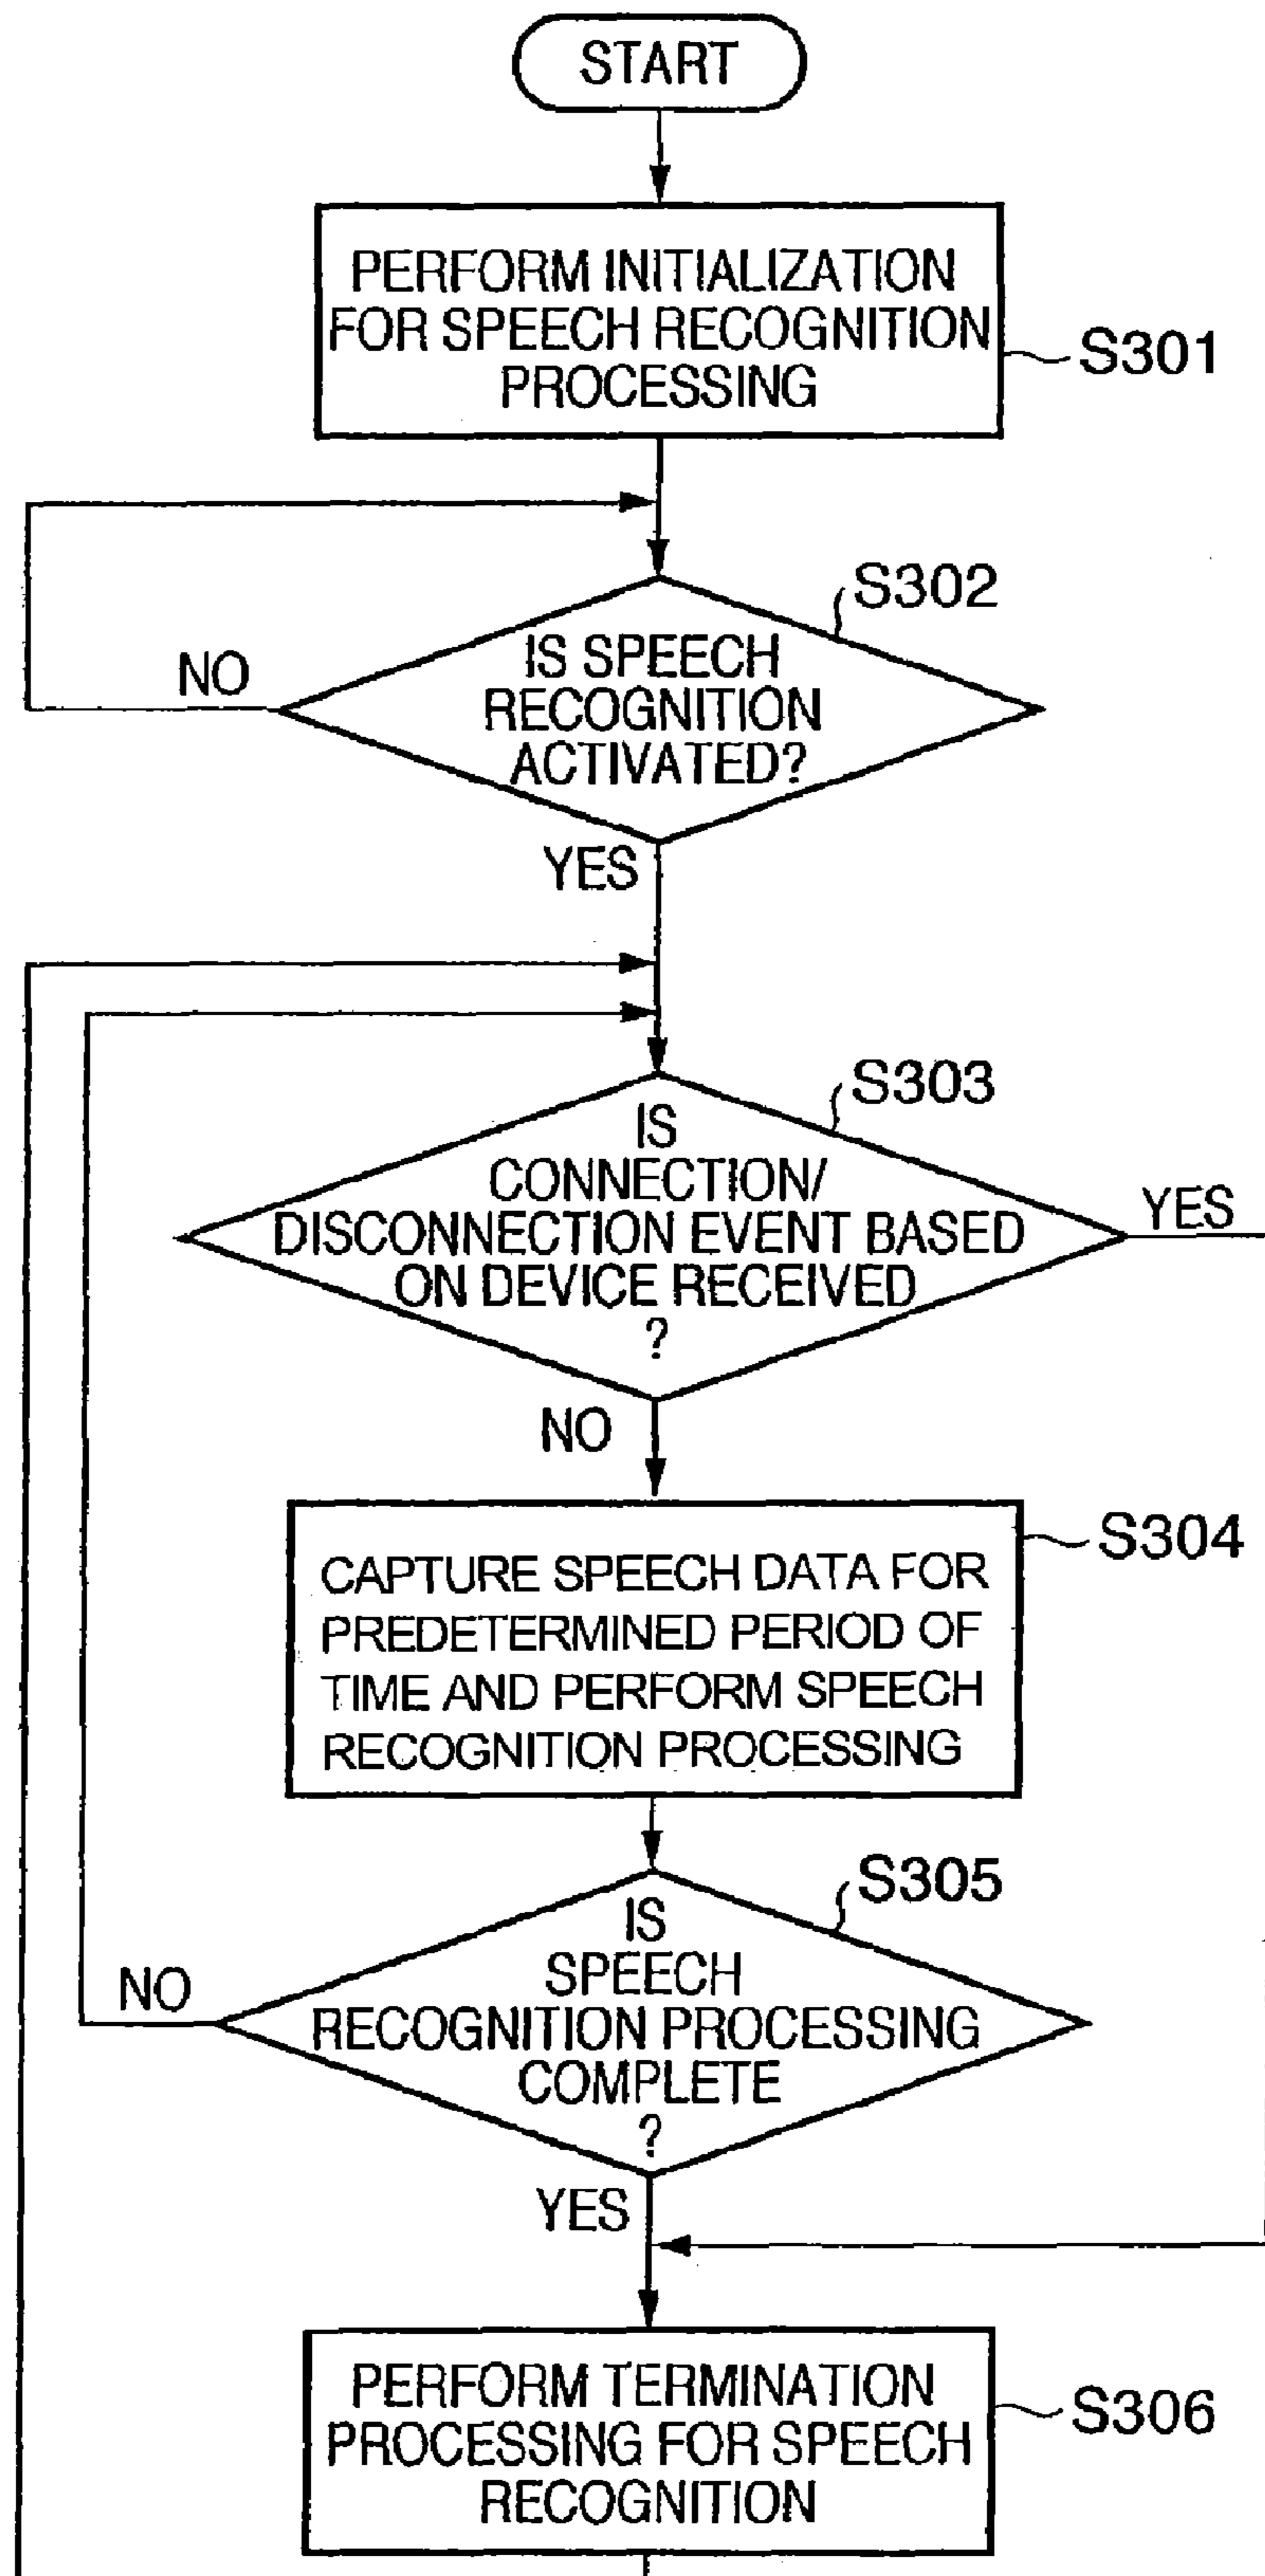 START
PERFORM INITIALIZATION
FOR SPEECH RECOGNITION
PROCESSING
S301
S302
IS SPEECH
RECOGNITION
ACTIVATED?
NO
YES
S303
IS
CONNECTION/
DISCONNECTION EVENT BASED
ON DEVICE RECEIVED
?
YES
NO
S304
CAPTURE SPEECH DATA FOR
PREDETERMINED PERIOD OF
TIME AND PERFORM SPEECH
RECOGNITION PROCESSING
S305
IS
SPEECH
RECOGNITION PROCESSING
COMPLETE
?
NO
YES
PERFORM TERMINATION
PROCESSING FOR SPEECH
RECOGNITION
S306